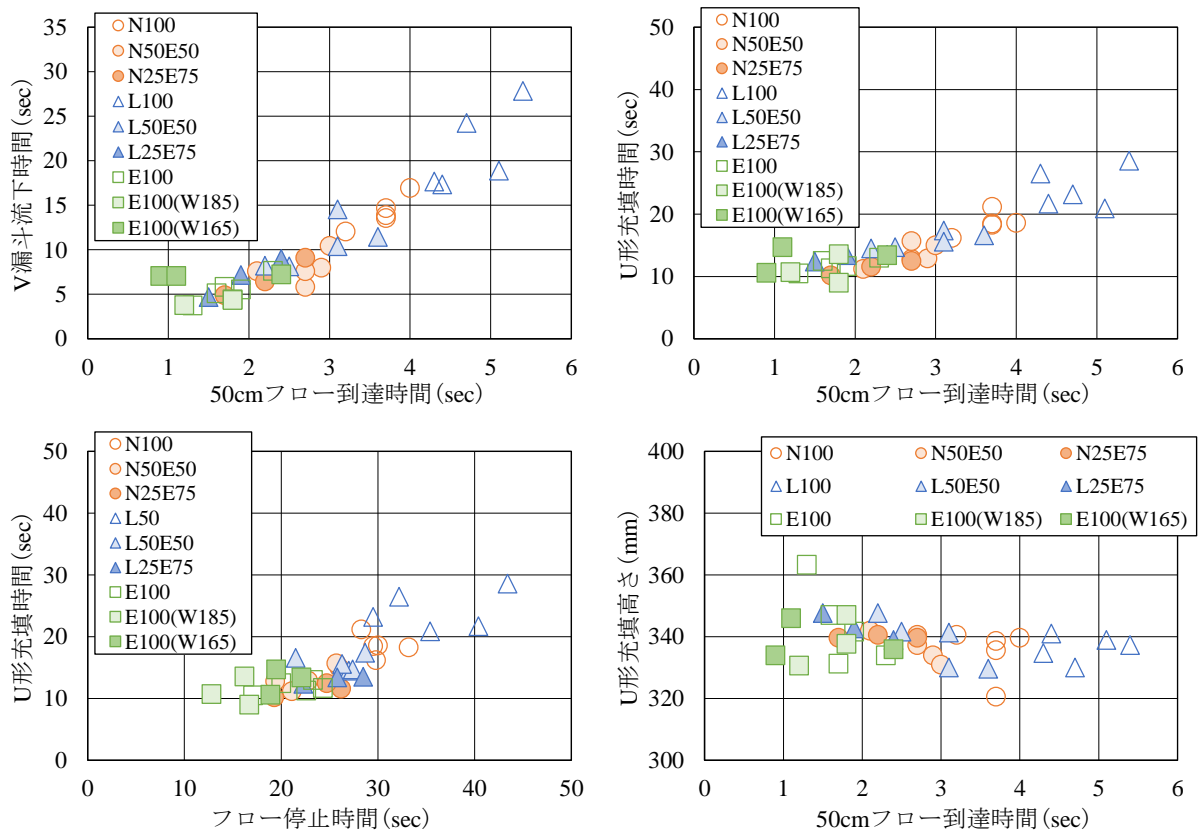 V漏斗流下時間(sec)
35
30
25
20
15
10
5
0
N100
N50E50
N25E75
L100
L50E50
L25E75
E100
E100(W185)
E100(W165)
0 1 2 3 4 5 6
50cmフロー到達時間(sec)
U形充填時間(sec)
50
40
30
20
10
0
N100
N50E50
N25E75
L100
L50E50
L25E75
E100
E100(W185)
E100(W165)
0 1 2 3 4 5 6
50cmフロー到達時間(sec)
U形充填時間(sec)
50
40
30
20
10
0
N100
N50E50
N25E75
L50
L50E50
L25E75
E100
E100(W185)
E100(W165)
0 10 20 30 40 50
フロー停止時間(sec)
U形充填高さ(mm)
400
380
360
340
320
300
N100 N50E50 N25E75
L100 L50E50 L25E75
E100 E100(W185) E100(W165)
0 1 2 3 4 5 6
50cmフロー到達時間(sec)